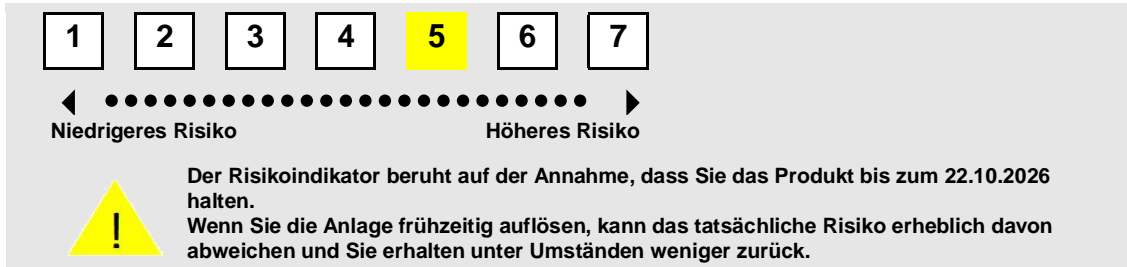 1 2 3 4 5 6 7
Niedrigeres Risiko Höheres Risiko
Der Risikoindikator beruht auf der Annahme, dass Sie das Produkt bis zum 22.10.2026
halten.
Wenn Sie die Anlage frühzeitig auflösen, kann das tatsächliche Risiko erheblich davon
abweichen und Sie erhalten unter Umständen weniger zurück.
!